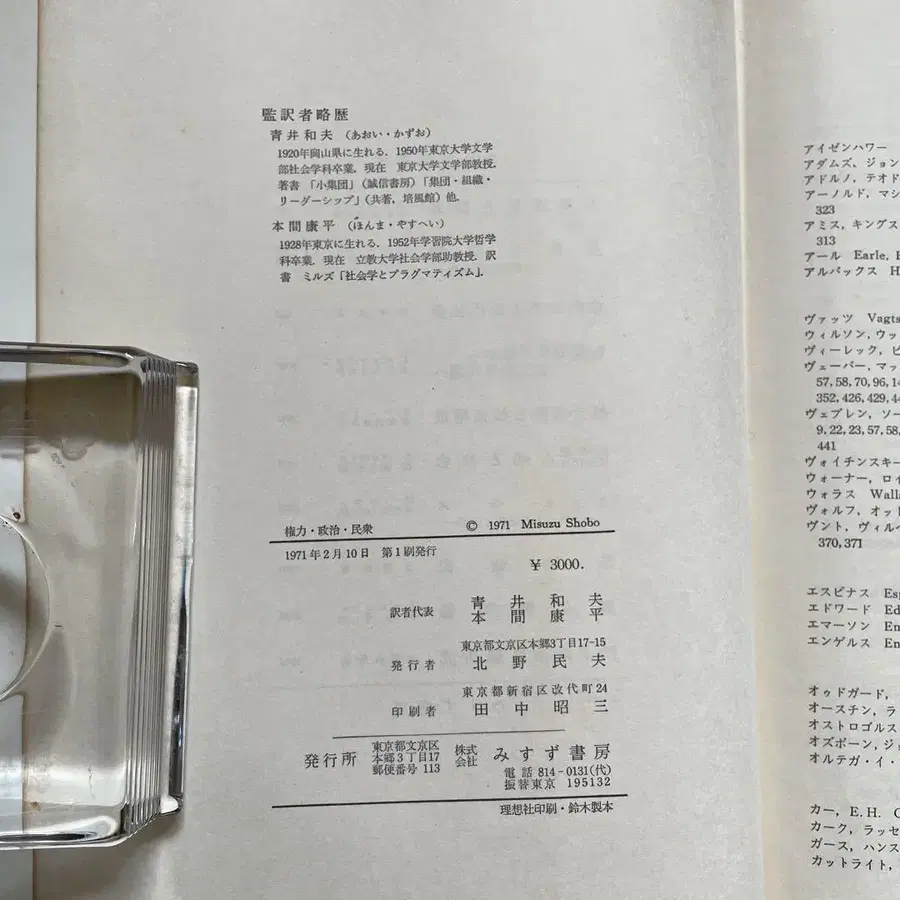 監訳者略歴
青井和夫 (あおい・かずお)
1920年岡山県に生れる. 1950年東京大学文学
部社会学科卒業. 現在 東京大学文学部教授.
著書 「小集団」(誠信書房)「集団・組織・
リーダーシップ」(共著, 培風館) 他.
本間康平 (ほんま・やすへい)
1928年東京に生れる. 1952年学習院大学哲学
科卒業. 現在 立教大学社会学部助教授. 訳
書 ミルズ「社会学とプラグマティズム」.
権力・政治・民衆 © 1971 Misuzu Shobo
1971年2月10日 第1刷発行
¥ 3000.
訳者代表 青井和夫
本間康平
東京都文京区本郷3丁目17-15
発行者 北野民夫
東京都新宿区改代町24
印刷者 田中昭三
発行所 東京都文京区
本郷3丁目17
郵便番号 113
株式
会社 みすず書房
電話 814-0131(代)
振替東京 195132
理想社印刷・鈴木製本
アイゼンハワー
アダムズ, ジョン
アドルノ, テオド
アーノルド, マシ
323
アミス, キングス
313
アール Earle, E
アルバックス H
ヴァッツ Vagts
ウィルソン, ウッ
ヴィーレック, ピ
ヴェーバー, マッ
57, 58, 70, 96, 14
352, 426, 429, 44
ヴェブレン, ソー
9, 22, 23, 57, 58,
441
ヴォイチンスキー
ウォーナー, ロイ
ウォラス Walla
ヴォルフ, オット
ヴント, ヴィルヘ
370, 371
エスピナス Esp
エドワード Ed
エマーソン Em
エンゲルス En
オゥドガード,
オースチン, ラ
オストロゴルス
オズボーン, ジョ
オルテガ・イ・
カー, E.H. C
カーク, ラッセ
ガース, ハンス
カットライト,